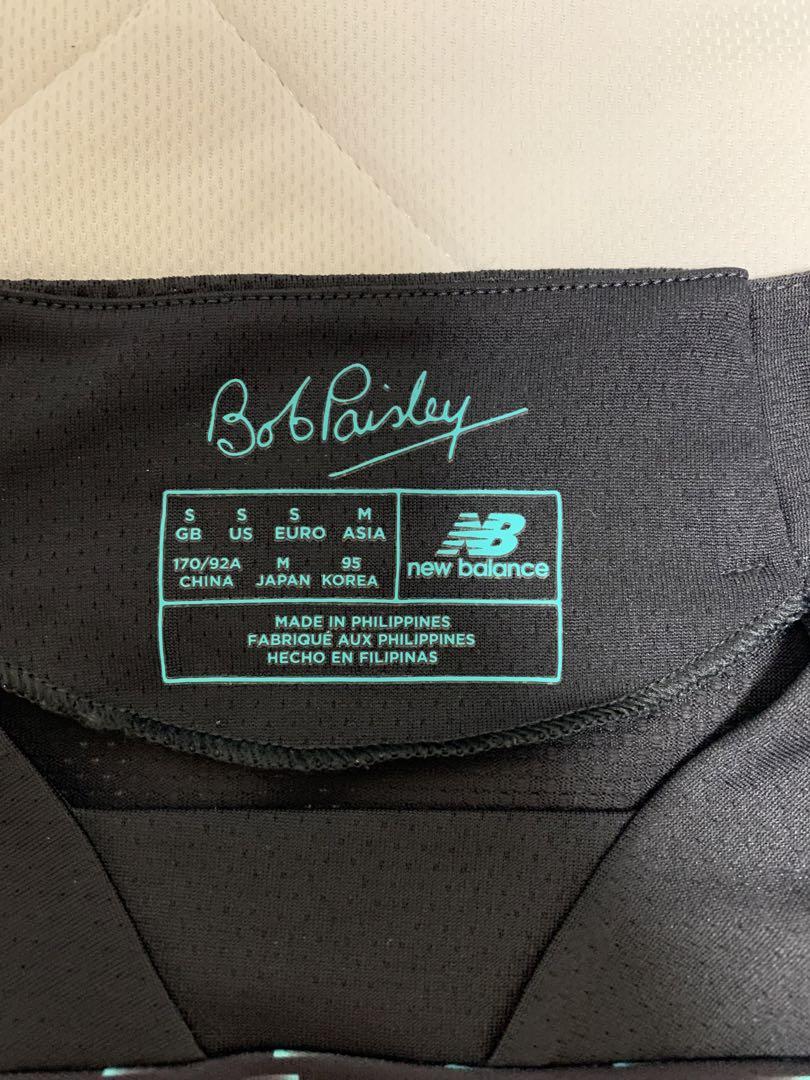 Bob Paisley
S S S M
GB US EURO ASIA
170/92A M 95
CHINA JAPAN KOREA
NB
new balance
MADE IN PHILIPPINES
FABRIQUÉ AUX PHILIPPINES
HECHO EN FILIPINAS